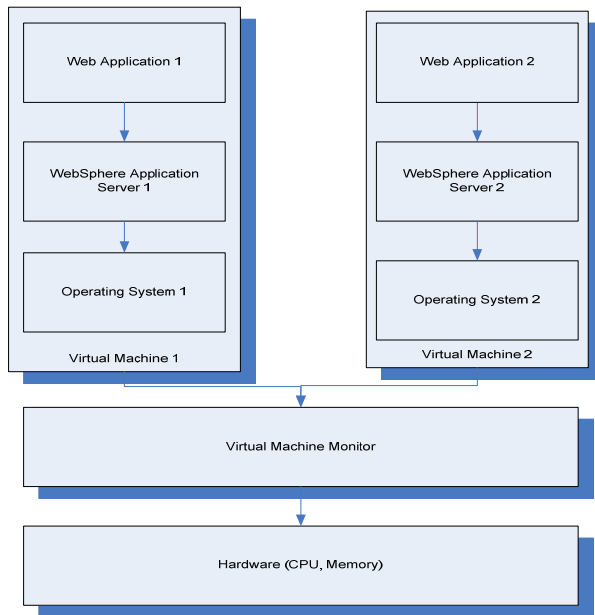 Web Application 1
WebSphere Application
Server 1
Operating System 1
Virtual Machine 1
Web Application 2
WebSphere Application
Server 2
Operating System 2
Virtual Machine 2
Virtual Machine Monitor
Hardware (CPU, Memory)